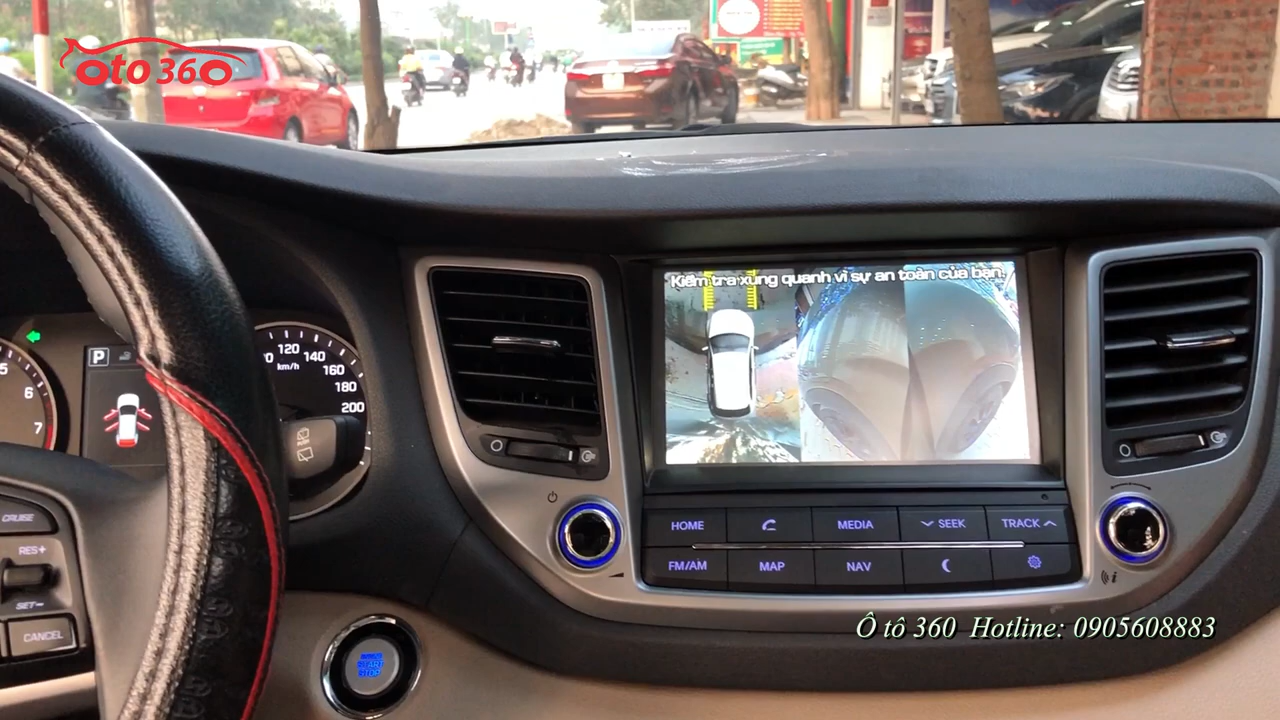 oto 360
Kiểm tra xung quanh vì sự an toàn của bạn.
120
140
km/h
160
180
200
5
6
7
P
HOME
MEDIA
SEEK
TRACK
FM/AM
MAP
NAV
CRUISE
RES+
SET−
CANCEL
START
STOP
Ô tô 360 Hotline: 0905608883